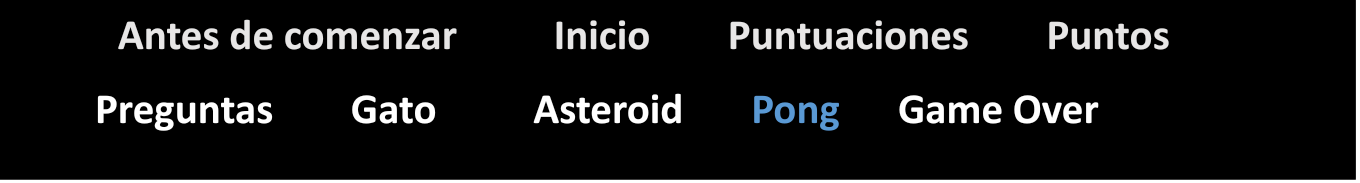 Antes de comenzar Inicio Puntuaciones Puntos
Preguntas Gato Asteroid Pong Game Over